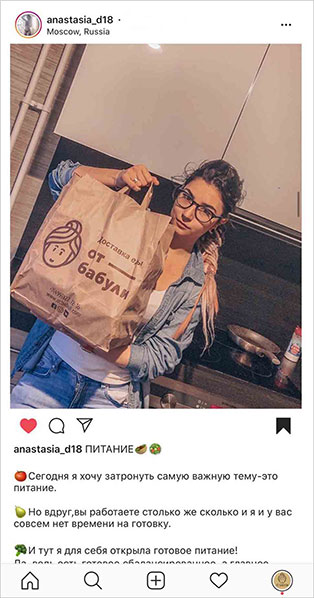 anastasia_d18 ·
Moscow, Russia
Доставка еды
от
бабули
anastasia_d18 ПИТАНИЕ🥔🥗
🍅Сегодня я хочу затронуть самую важную тему-это
питание.
🍐Но вдруг,вы работаете столько же сколько и я и у вас
совсем нет времени на готовку.
🥦И тут я для себя открыла готовое питание!